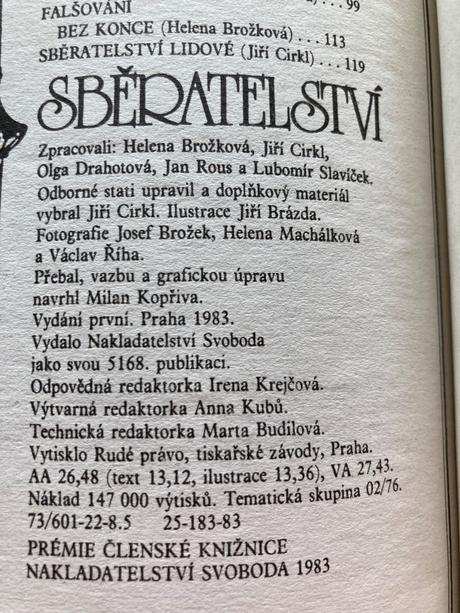 ...99
FALŠOVÁNÍ
BEZ KONCE (Helena Brožková)...113
SBĚRATELSTVÍ LIDOVÉ (Jiří Cirkl)...119
SBĚRATELSTVÍ
Zpracovali: Helena Brožková, Jiří Cirkl,
Olga Drahotová, Jan Rous a Lubomír Slavíček.
Odborné stati upravil a doplňkový materiál
vybral Jiří Cirkl. Ilustrace Jiří Brázda.
Fotografie Josef Brožek, Helena Machálková
a Václav Říha.
Přebal, vazbu a grafickou úpravu
navrhl Milan Kopřiva.
Vydání první. Praha 1983.
Vydalo Nakladatelství Svoboda
jako svou 5168. publikaci.
Odpovědná redaktorka Irena Krejčová.
Výtvarná redaktorka Anna Kubů.
Technická redaktorka Marta Budilová.
Vytisklo Rudé právo, tiskařské závody, Praha.
AA 26,48 (text 13,12, ilustrace 13,36), VA 27,43.
Náklad 147 000 výtisků. Tematická skupina 02/76.
73/601-22-8.5 25-183-83
PRÉMIE ČLENSKÉ KNIŽNICE
NAKLADATELSTVÍ SVOBODA 1983